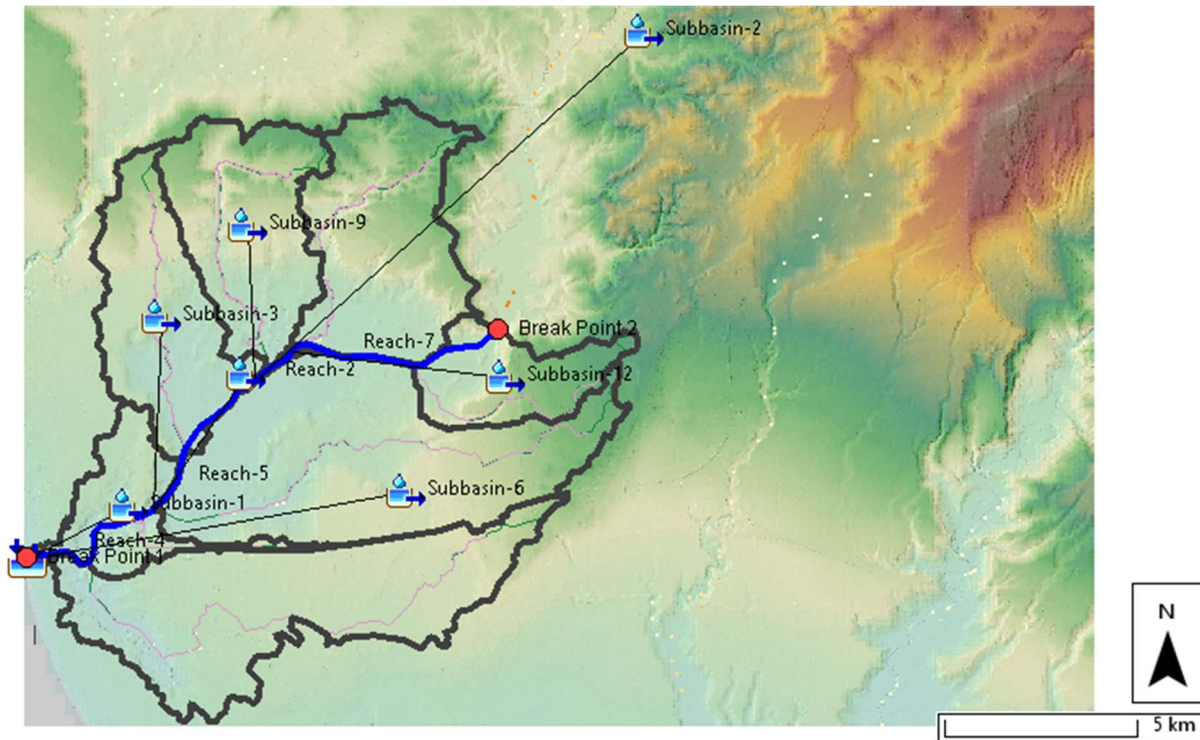 Subbasin-2
Subbasin-9
Subbasin-3
Break Point 2
Reach-7
Reach-2
Subbasin-12
Reach-5
Subbasin-6
Subbasin-1
Reach-4
Break Point 1
N
5 km